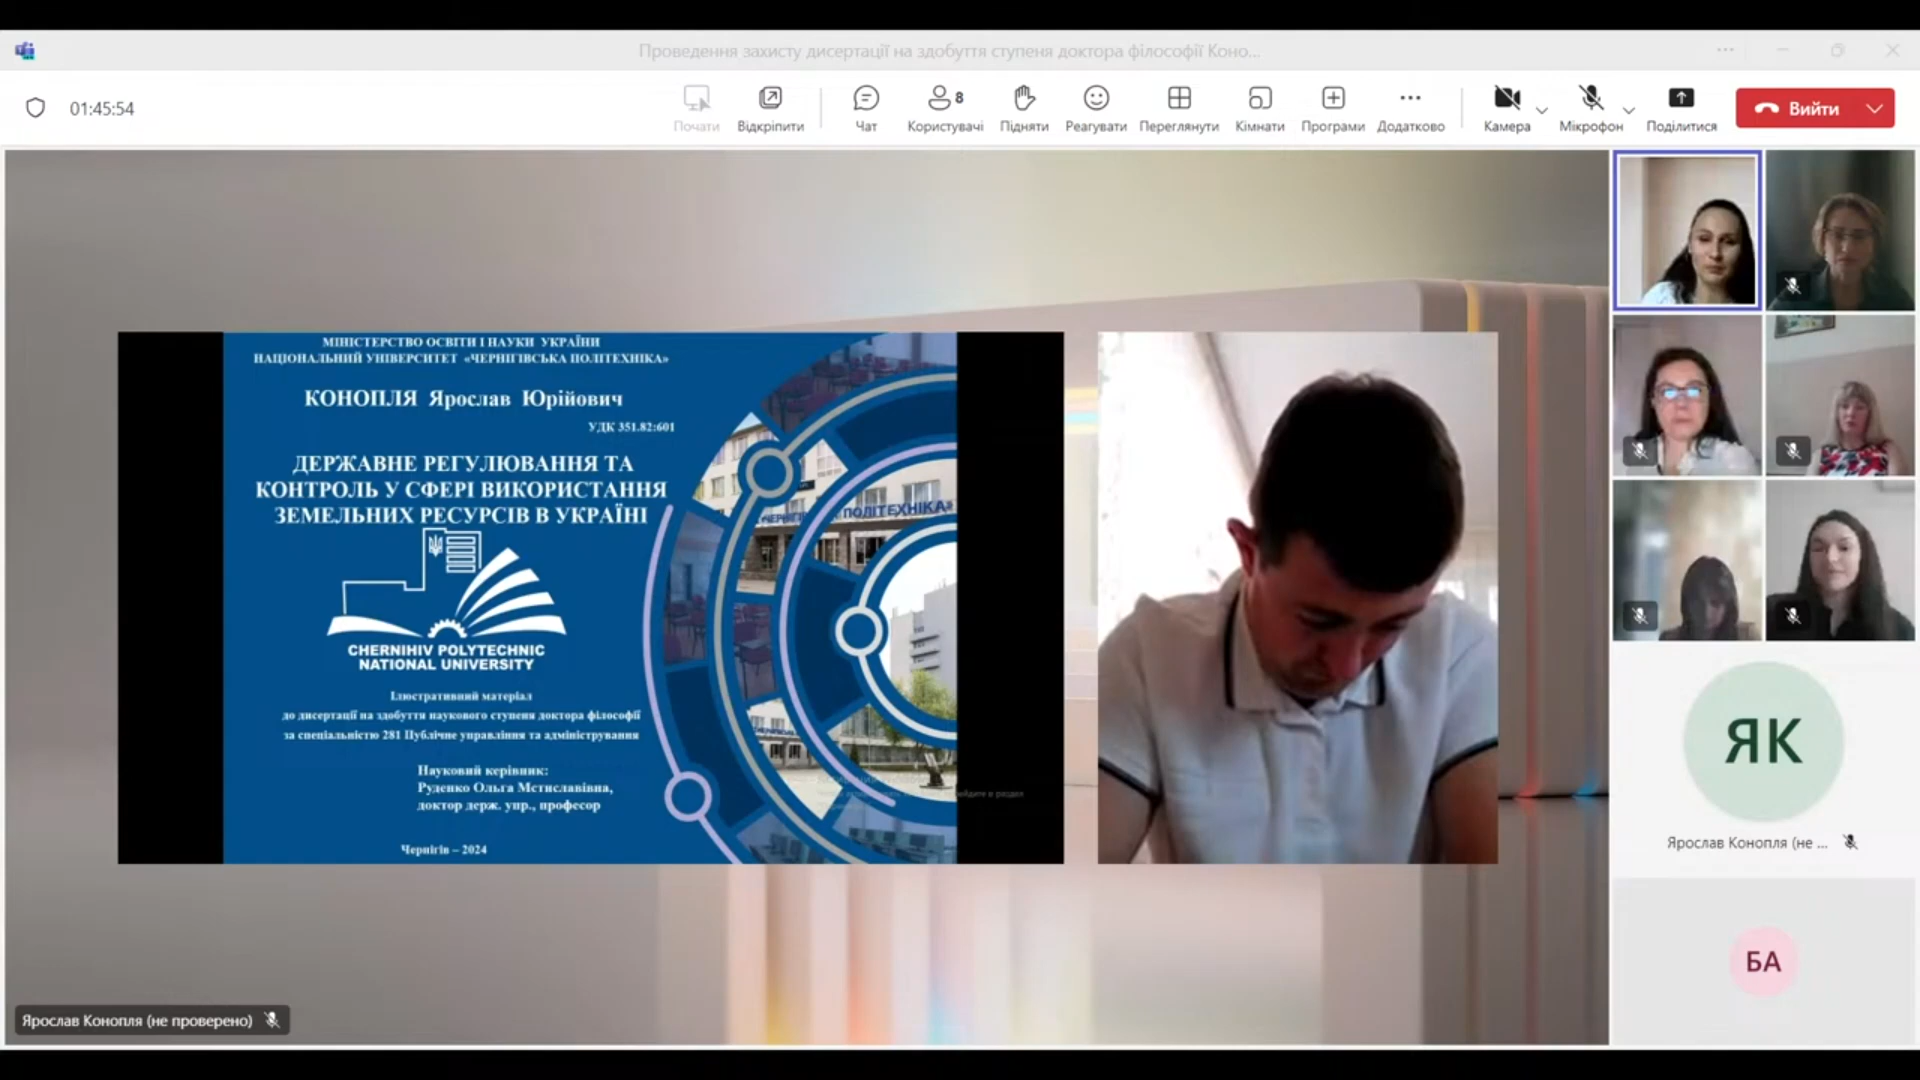 Проведення захисту дисертації на здобуття ступеня доктора філософії Коно...
01:45:54
Почати
Відкріпити
Чат
8
Користувачі
Підняти
Реагувати
Переглянути
Кімнати
Програми
Додатково
Камера
Мікрофон
Поділитися
Вийти
МІНІСТЕРСТВО ОСВІТИ І НАУКИ УКРАЇНИ
НАЦІОНАЛЬНИЙ УНІВЕРСИТЕТ «ЧЕРНІГІВСЬКА ПОЛІТЕХНІКА»
КОНОПЛЯ Ярослав Юрійович
УДК 351.82:601
ДЕРЖАВНЕ РЕГУЛЮВАННЯ ТА
КОНТРОЛЬ У СФЕРІ ВИКОРИСТАННЯ
ЗЕМЕЛЬНИХ РЕСУРСІВ В УКРАЇНІ
ПОЛІТЕХНІКА»
CHERNIHIV POLYTECHNIC
NATIONAL UNIVERSITY
Ілюстративний матеріал
до дисертації на здобуття наукового ступеня доктора філософії
за спеціальністю 281 Публічне управління та адміністрування
Науковий керівник:
Руденко Ольга Мстиславівна,
доктор держ. упр., професор
Чернігів – 2024
ЯК
Ярослав Конопля (не ...
БА
Ярослав Конопля (не проверено)